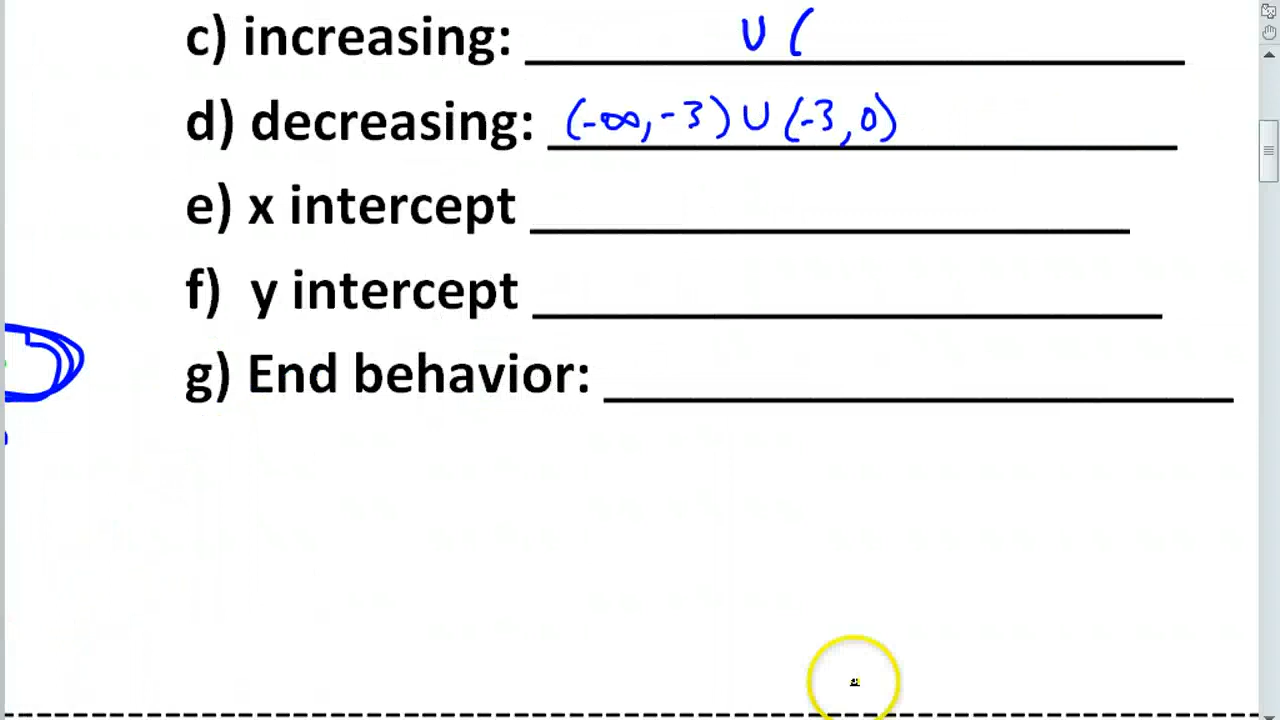 c) increasing: ∪ (
d) decreasing: (-∞, -3) ∪ (-3, 0)
e) x intercept
f) y intercept
g) End behavior: